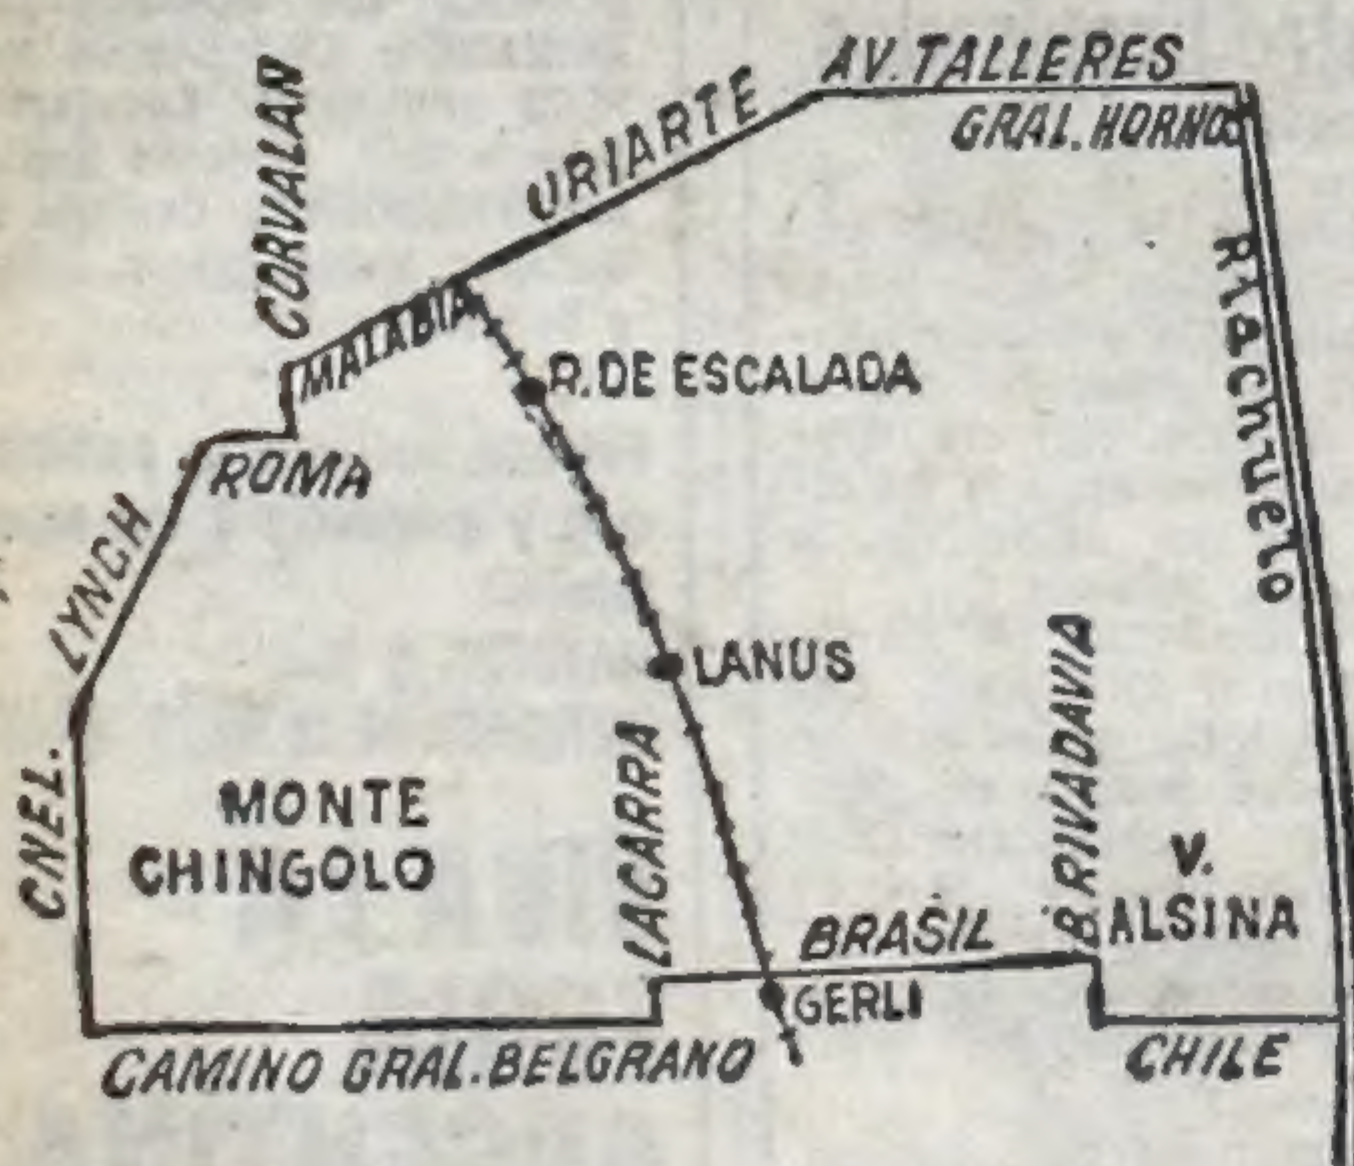 AV. TALLERES
GRAL. HORNOS
URIARTE
CORVALAN
MALABIA
Riachuelo
R. DE ESCALADA
ROMA
LYNCH
LANUS
CNEL.
MONTE
CHINGOLO
LACARRA
B. RIVADAVIA
V.
ALSINA
BRASIL
GERLI
CAMINO GRAL. BELGRANO
CHILE